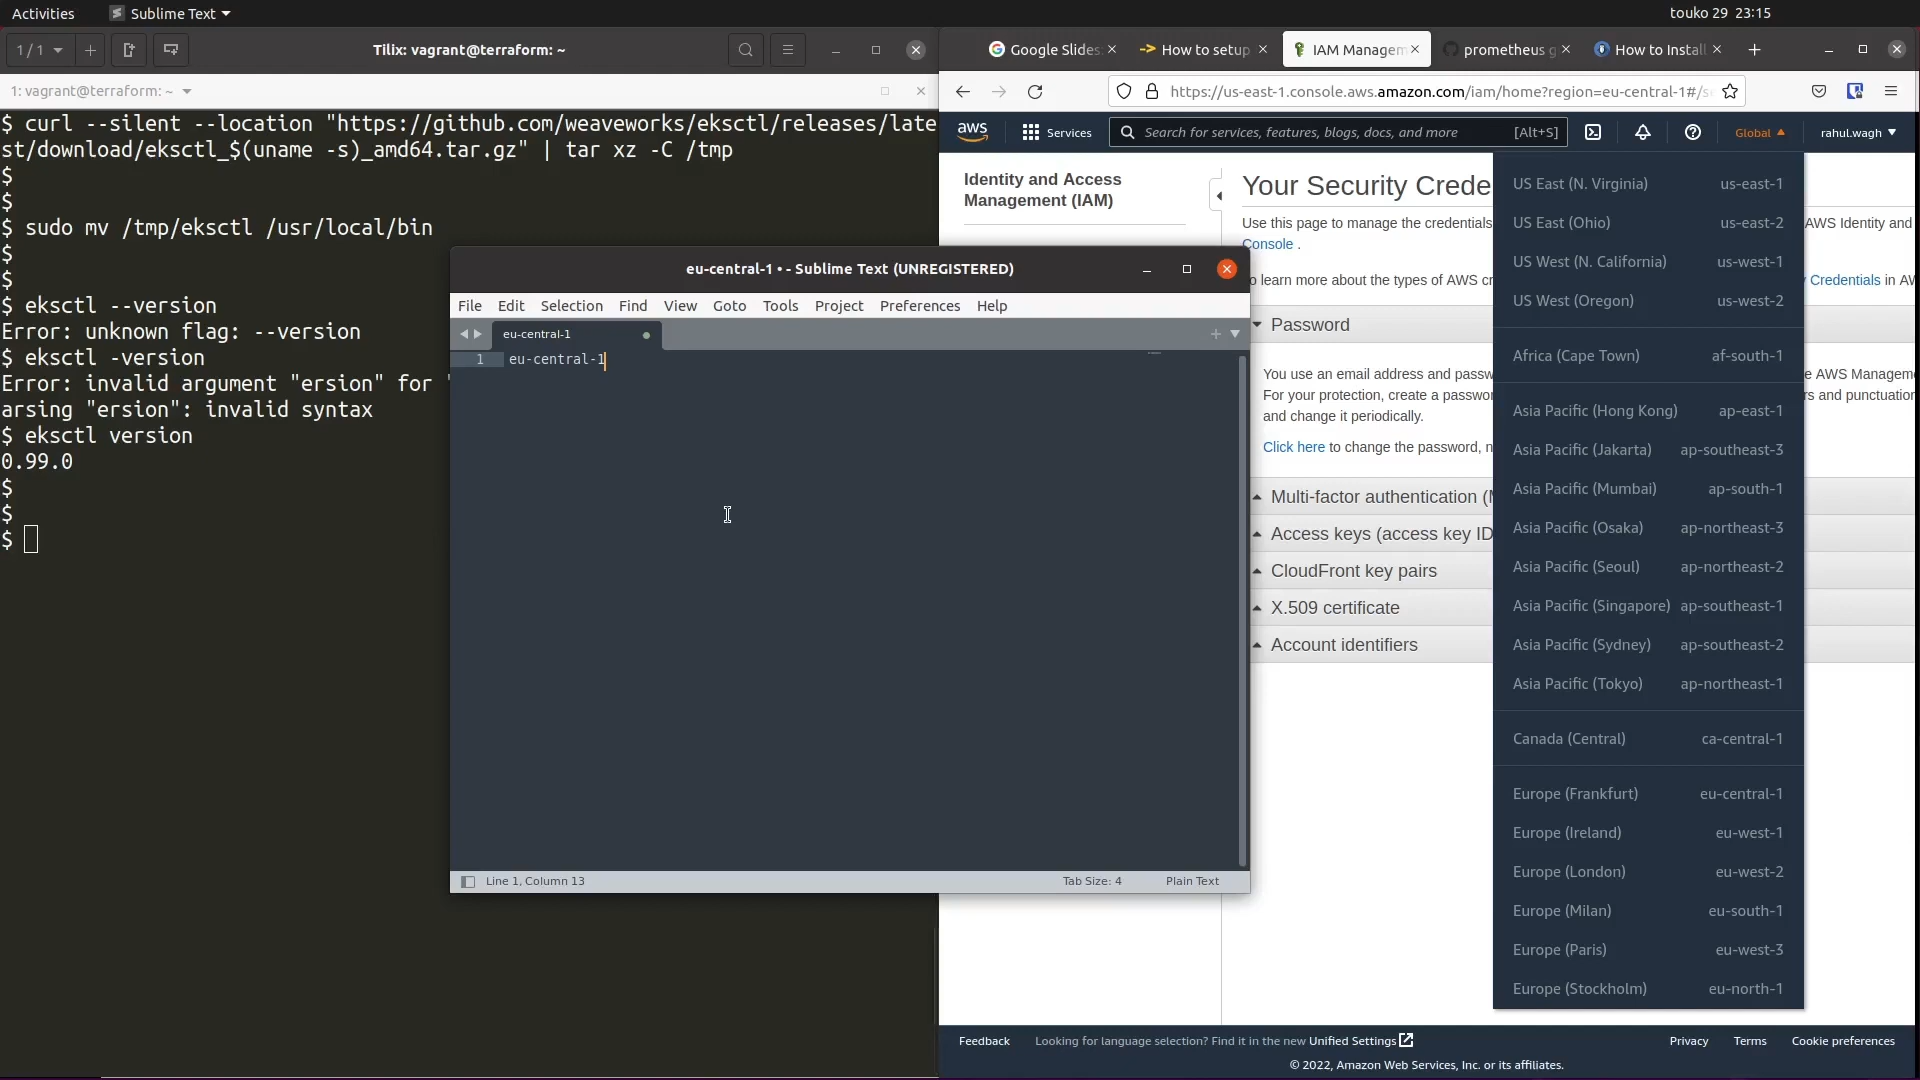 Activities
Sublime Text
touko 29 23:15
1 / 1
Tilix: vagrant@terraform: ~
1: vagrant@terraform: ~
$ curl --silent --location "https://github.com/weaveworks/eksctl/releases/late
st/download/eksctl_$(uname -s)_amd64.tar.gz" | tar xz -C /tmp
$
$
$ sudo mv /tmp/eksctl /usr/local/bin
$
$
$ eksctl --version
Error: unknown flag: --version
$ eksctl -version
Error: invalid argument "ersion" for "
arsing "ersion": invalid syntax
$ eksctl version
0.99.0
$
$
$
eu-central-1 • - Sublime Text (UNREGISTERED)
File Edit Selection Find View Goto Tools Project Preferences Help
eu-central-1
1 eu-central-1
Line 1, Column 13
Tab Size: 4
Plain Text
Google Slides:
How to setup
IAM Managem
prometheus g
How to Install
https://us-east-1.console.aws.amazon.com/iam/home?region=eu-central-1#/se
aws
Services
Search for services, features, blogs, docs, and more
[Alt+S]
Global
rahul.wagh
Identity and Access
Management (IAM)
Your Security Crede
Use this page to manage the credentials
AWS Identity and
Console .
o learn more about the types of AWS cr
Credentials in AW
Password
You use an email address and passw
e AWS Manageme
For your protection, create a passwor
rs and punctuation
and change it periodically.
Click here to change the password, n
Multi-factor authentication (M
Access keys (access key ID
CloudFront key pairs
X.509 certificate
Account identifiers
US East (N. Virginia) us-east-1
US East (Ohio) us-east-2
US West (N. California) us-west-1
US West (Oregon) us-west-2
Africa (Cape Town) af-south-1
Asia Pacific (Hong Kong) ap-east-1
Asia Pacific (Jakarta) ap-southeast-3
Asia Pacific (Mumbai) ap-south-1
Asia Pacific (Osaka) ap-northeast-3
Asia Pacific (Seoul) ap-northeast-2
Asia Pacific (Singapore) ap-southeast-1
Asia Pacific (Sydney) ap-southeast-2
Asia Pacific (Tokyo) ap-northeast-1
Canada (Central) ca-central-1
Europe (Frankfurt) eu-central-1
Europe (Ireland) eu-west-1
Europe (London) eu-west-2
Europe (Milan) eu-south-1
Europe (Paris) eu-west-3
Europe (Stockholm) eu-north-1
Feedback
Looking for language selection? Find it in the new Unified Settings
Privacy
Terms
Cookie preferences
© 2022, Amazon Web Services, Inc. or its affiliates.